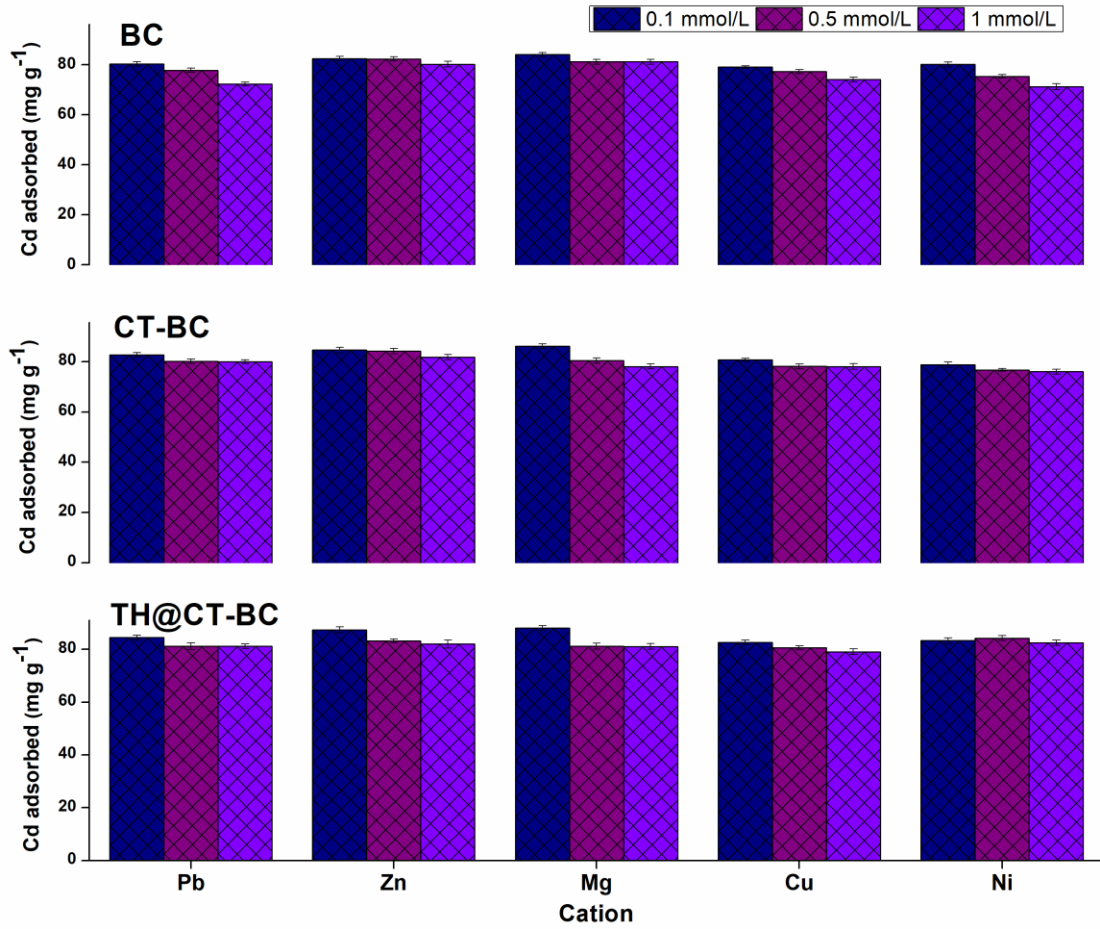 0.1 mmol/L 0.5 mmol/L 1 mmol/L
BC
Cd adsorbed (mg g-1)
80
60
40
20
0
CT-BC
Cd adsorbed (mg g-1)
80
60
40
20
0
TH@CT-BC
Cd adsorbed (mg g-1)
80
60
40
20
0
Pb Zn Mg Cu Ni
Cation